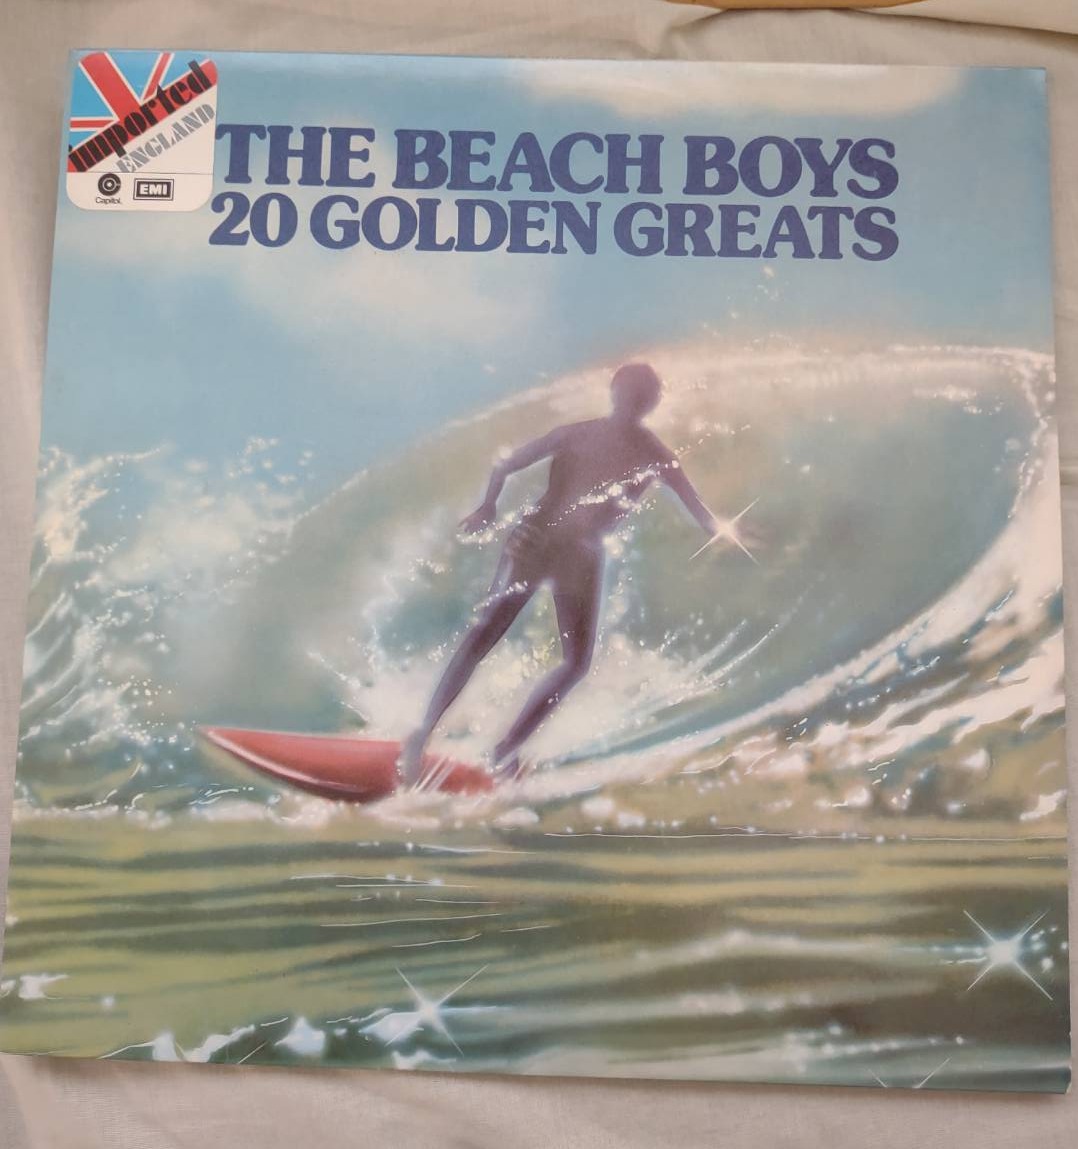 imported
ENGLAND
Capitol.
EMI
THE BEACH BOYS
20 GOLDEN GREATS